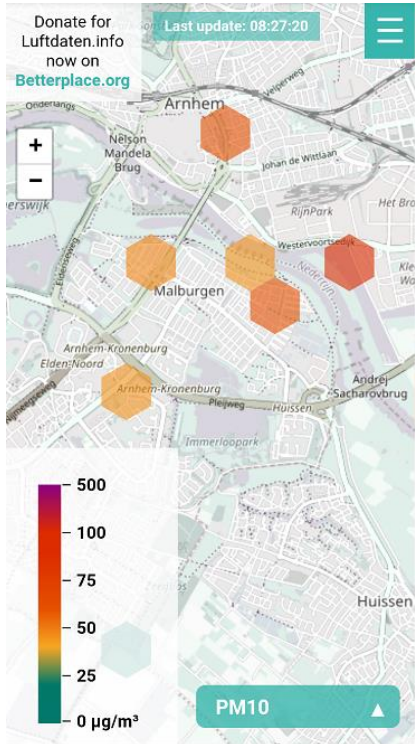 Donate for
Luftdaten.info
now on
Betterplace.org
Last update: 08:27:20
Onderlangs
Arnhem
Velperweg
+
−
Nelson
Mandela
Brug
Johan de Wittlaan
RijnPark
Het Bro
erswijk
Eldenseweg
Westervoortsedijk
Nederrijn
Kle
Wa
Malburgen
Arnhem-Kronenburg
Elden-Noord
Arnhem-Kronenburg
Nijmeegseweg
Pleijweg
Huissen
Andrej
Sacharovbrug
Immerloopark
500
100
75
50
25
0 µg/m³
Huissen
PM10
▲